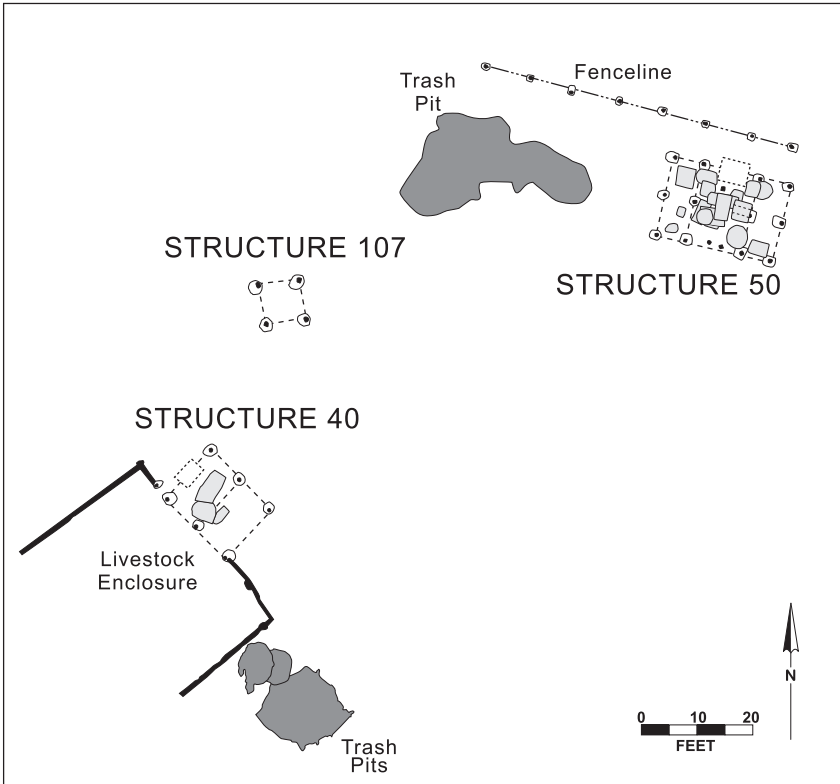 Fenceline
Trash
Pit
STRUCTURE 107
STRUCTURE 50
STRUCTURE 40
Livestock
Enclosure
N
0 10 20
FEET
Trash
Pits